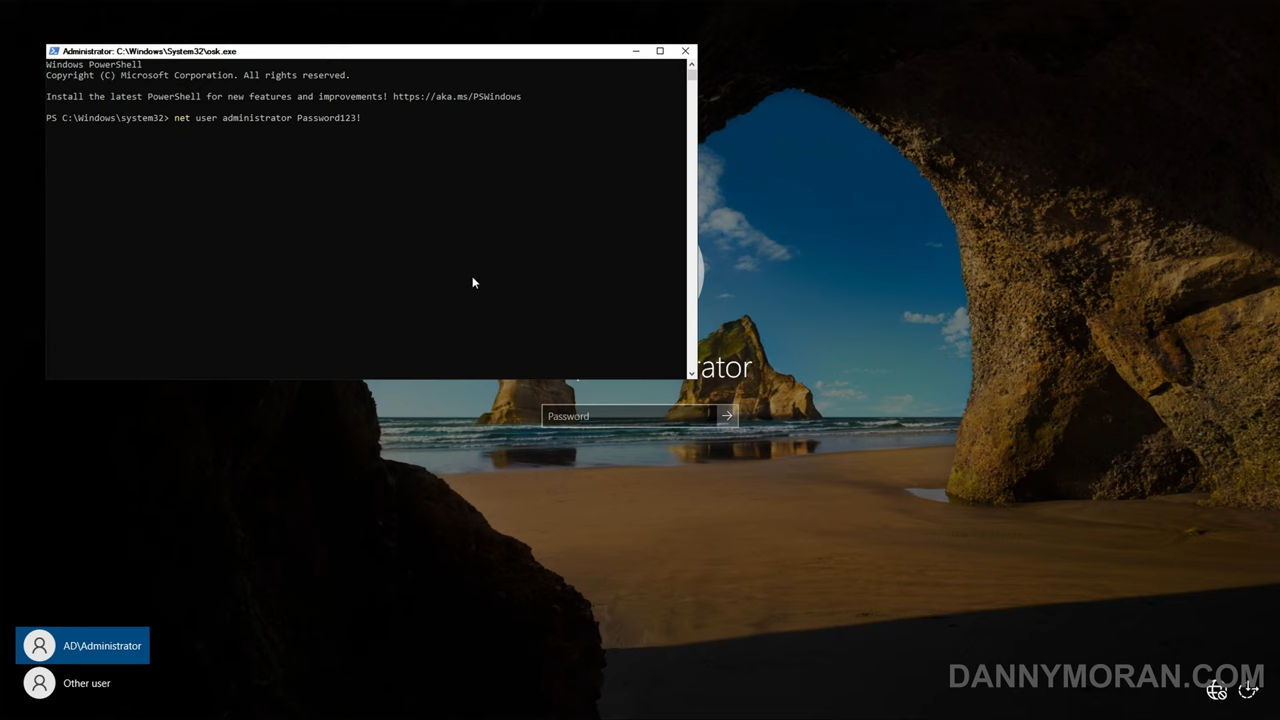 Administrator: C:\Windows\System32\osk.exe
Windows PowerShell
Copyright (C) Microsoft Corporation. All rights reserved.
Install the latest PowerShell for new features and improvements! https://aka.ms/PSWindows
PS C:\Windows\system32> net user administrator Password123!
rator
Password
AD\Administrator
Other user
DANNYMORAN.COM